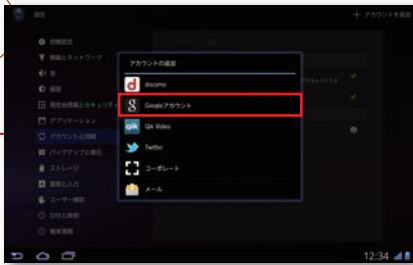 設定
+ アカウントを追加
初期設定
無線とネットワーク
音
画面
現在地情報とセキュリティ
アプリケーション
アカウントと同期
バックアップと復元
ストレージ
言語と入力
ユーザー補助
日付と時刻
端末情報
アカウントの追加
docomo
Googleアカウント
Qik Video
Twitter
コーポレート
メール
12:34